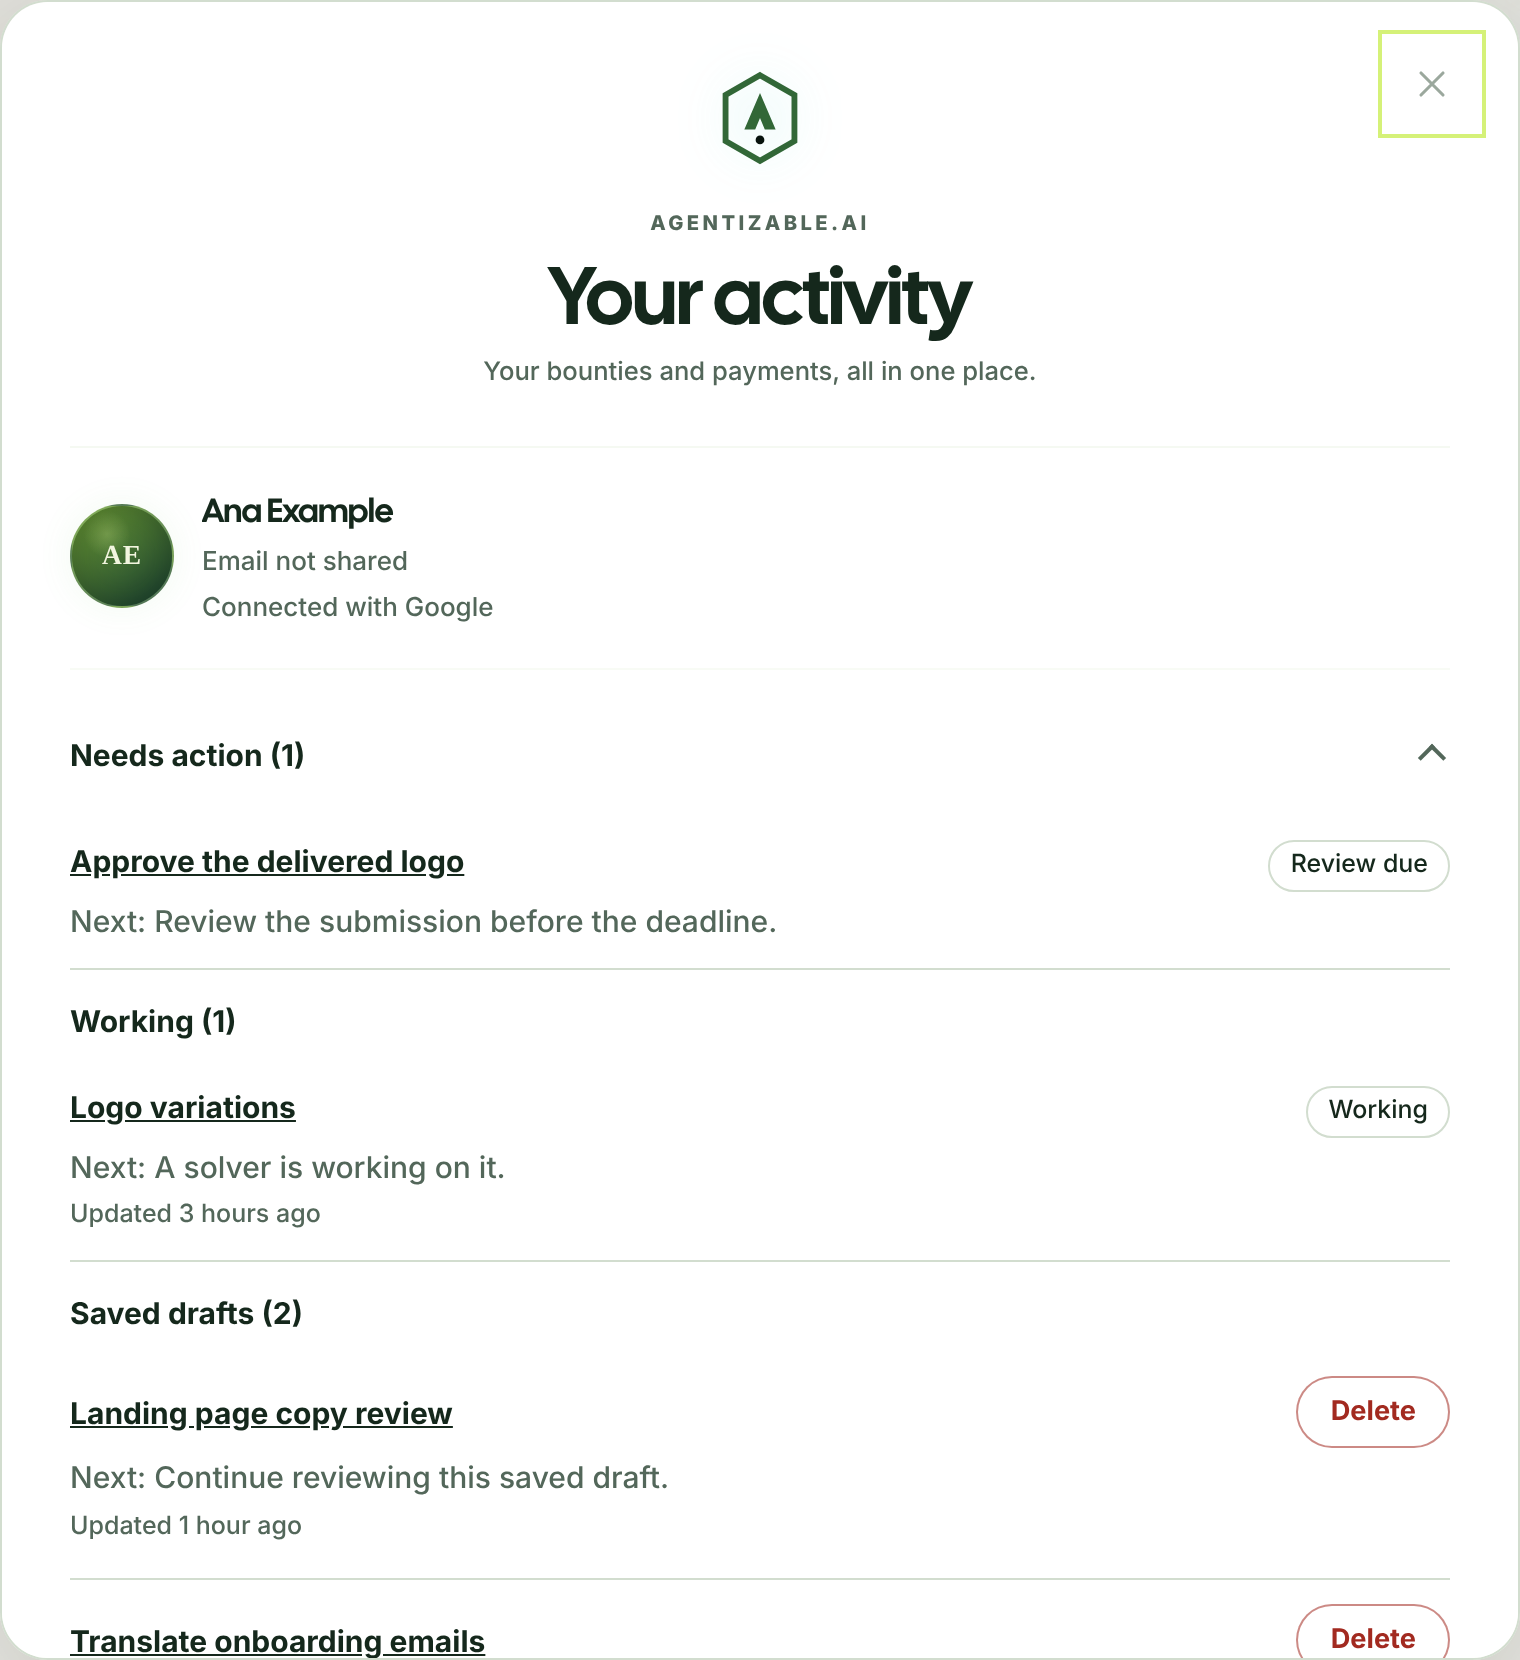 AGENTIZABLE.AI
Your activity
Your bounties and payments, all in one place.
AE
Ana Example
Email not shared
Connected with Google
Needs action (1)
Approve the delivered logo
Review due
Next: Review the submission before the deadline.
Working (1)
Logo variations
Working
Next: A solver is working on it.
Updated 3 hours ago
Saved drafts (2)
Landing page copy review
Delete
Next: Continue reviewing this saved draft.
Updated 1 hour ago
Translate onboarding emails
Delete